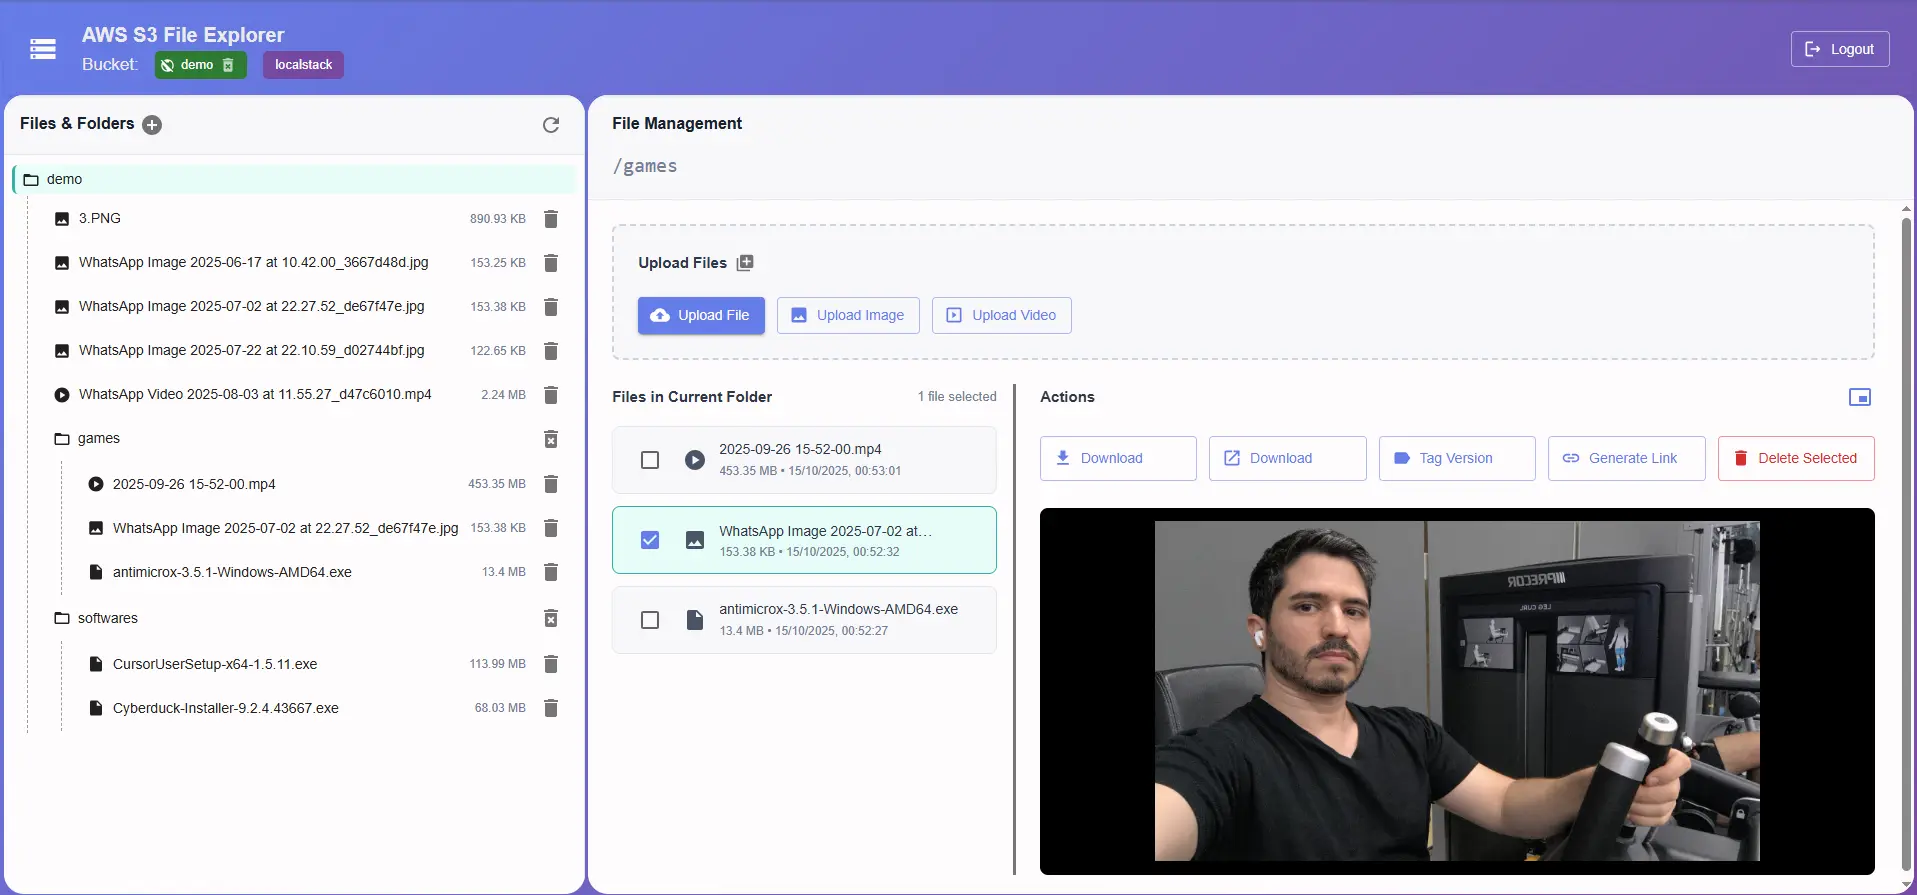 AWS S3 File Explorer
Bucket: demo localstack
Logout
Files & Folders
demo
3.PNG 890.93 KB
WhatsApp Image 2025-06-17 at 10.42.00_3667d48d.jpg 153.25 KB
WhatsApp Image 2025-07-02 at 22.27.52_de67f47e.jpg 153.38 KB
WhatsApp Image 2025-07-22 at 22.10.59_d02744bf.jpg 122.65 KB
WhatsApp Video 2025-08-03 at 11.55.27_d47c6010.mp4 2.24 MB
games
2025-09-26 15-52-00.mp4 453.35 MB
WhatsApp Image 2025-07-02 at 22.27.52_de67f47e.jpg 153.38 KB
antimicrox-3.5.1-Windows-AMD64.exe 13.4 MB
softwares
CursorUserSetup-x64-1.5.11.exe 113.99 MB
Cyberduck-Installer-9.2.4.43667.exe 68.03 MB
File Management
/games
Upload Files
Upload File Upload Image Upload Video
Files in Current Folder 1 file selected
2025-09-26 15-52-00.mp4
453.35 MB • 15/10/2025, 00:53:01
WhatsApp Image 2025-07-02 at…
153.38 KB • 15/10/2025, 00:52:32
antimicrox-3.5.1-Windows-AMD64.exe
13.4 MB • 15/10/2025, 00:52:27
Actions
Download Download Tag Version Generate Link Delete Selected
PRECOR
LEG CURL